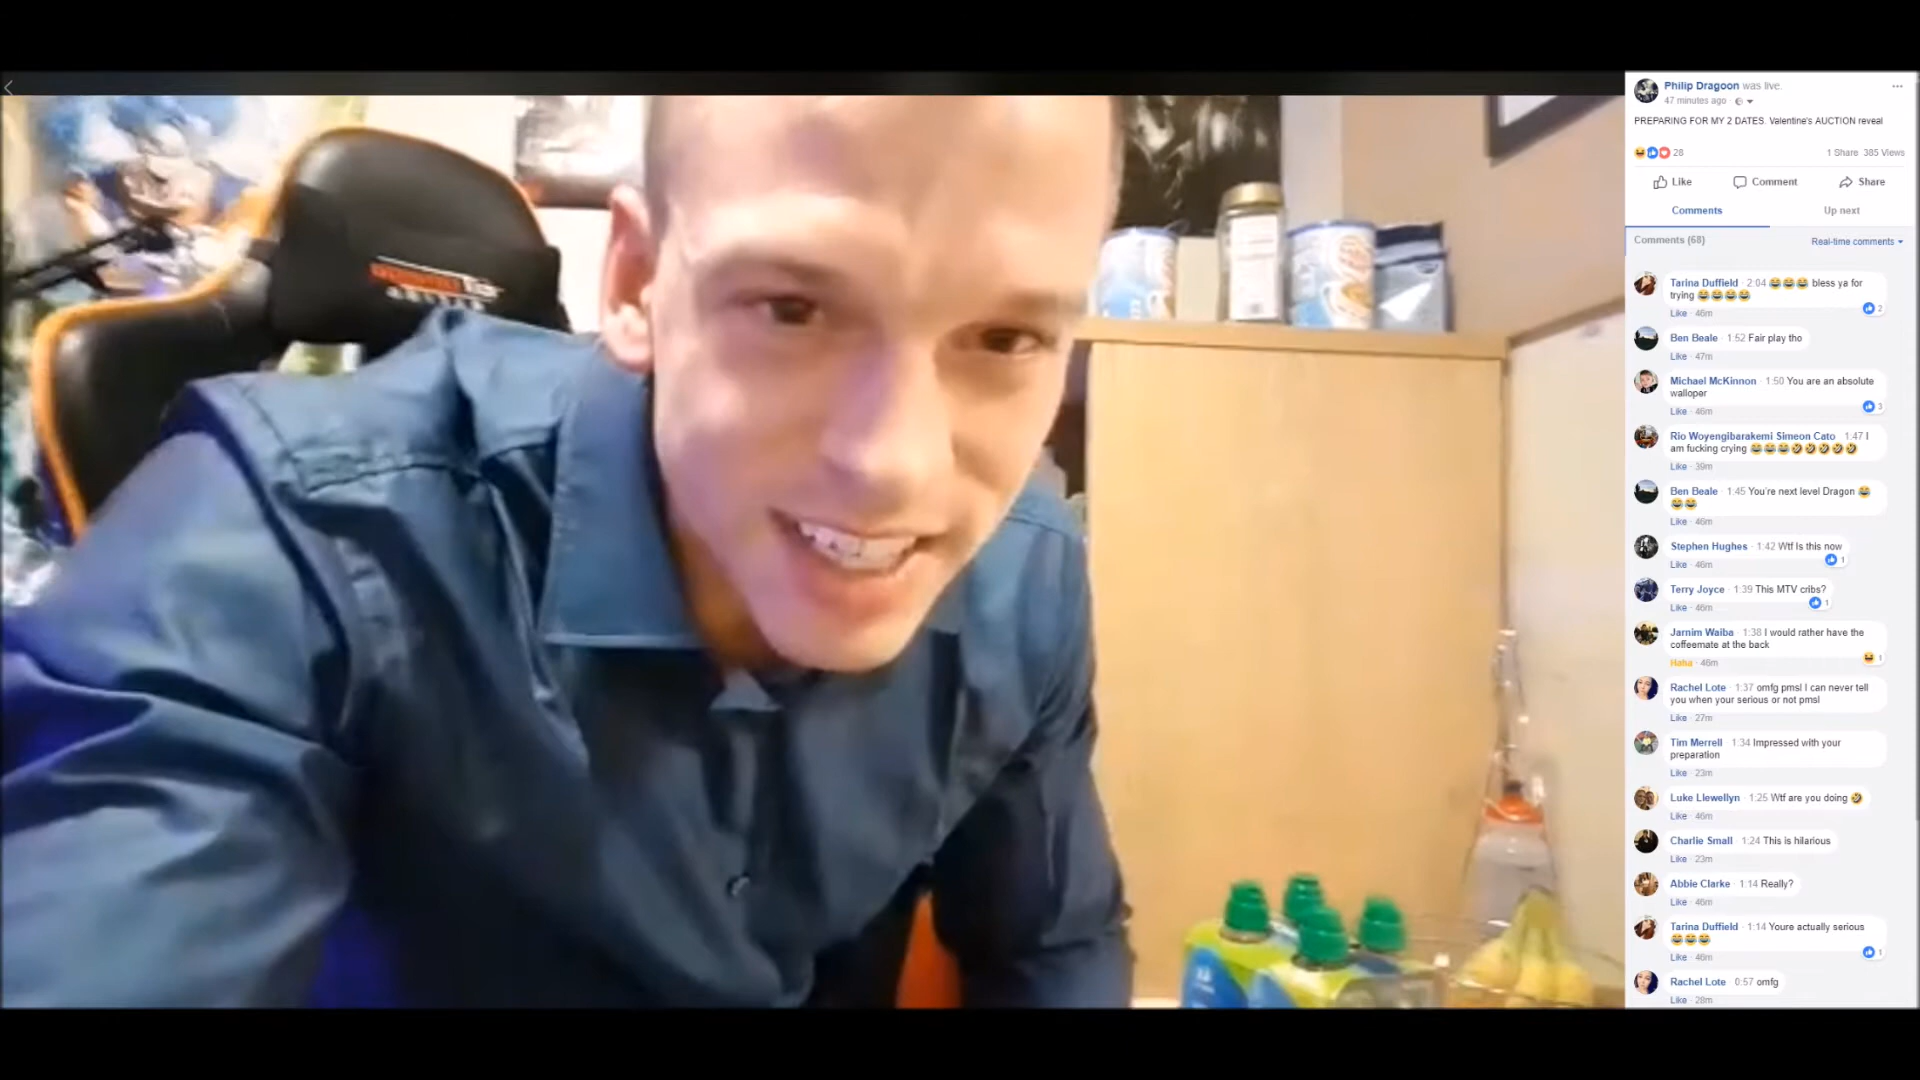 Philip Dragoon was live.
47 minutes ago
PREPARING FOR MY 2 DATES. Valentine's AUCTION reveal
28
1 Share 385 Views
Like Comment Share
Comments Up next
Comments (68) Real-time comments
Tarina Duffield · 2:04 😂😂😂 bless ya for
trying 😂😂😂😂
2
Like · 46m
Ben Beale · 1:52 Fair play tho
Like · 47m
Michael McKinnon · 1:50 You are an absolute
walloper
3
Like · 46m
Rio Woyengibarakemi Simeon Cato · 1:47 I
am fucking crying 😂😂😂🤣🤣🤣🤣🤣
Like · 39m
Ben Beale · 1:45 You're next level Dragon 😂
😂😂
Like · 46m
Stephen Hughes · 1:42 Wtf Is this now
1
Like · 46m
Terry Joyce · 1:39 This MTV cribs?
1
Like · 46m
Jarnim Waiba · 1:38 I would rather have the
coffeemate at the back
1
Haha · 46m
Rachel Lote · 1:37 omfg pmsl I can never tell
you when your serious or not pmsl
Like · 27m
Tim Merrell · 1:34 Impressed with your
preparation
Like · 23m
Luke Llewellyn · 1:25 Wtf are you doing 🤣
Like · 46m
Charlie Small · 1:24 This is hilarious
Like · 23m
Abbie Clarke · 1:14 Really?
Like · 46m
Tarina Duffield · 1:14 Youre actually serious
😂😂😂
1
Like · 46m
Rachel Lote · 0:57 omfg
Like · 28m